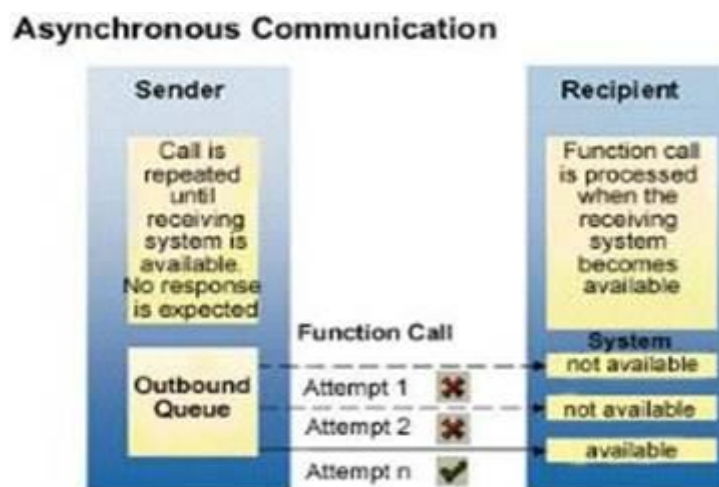 Asynchronous Communication
Sender
Call is
repeated
until
receiving
system is
available.
No response
is expected
Outbound
Queue
Function Call
Attempt 1
Attempt 2
Attempt n
Recipient
Function call
is processed
when the
receiving
system
becomes
available
System
not available
not available
available